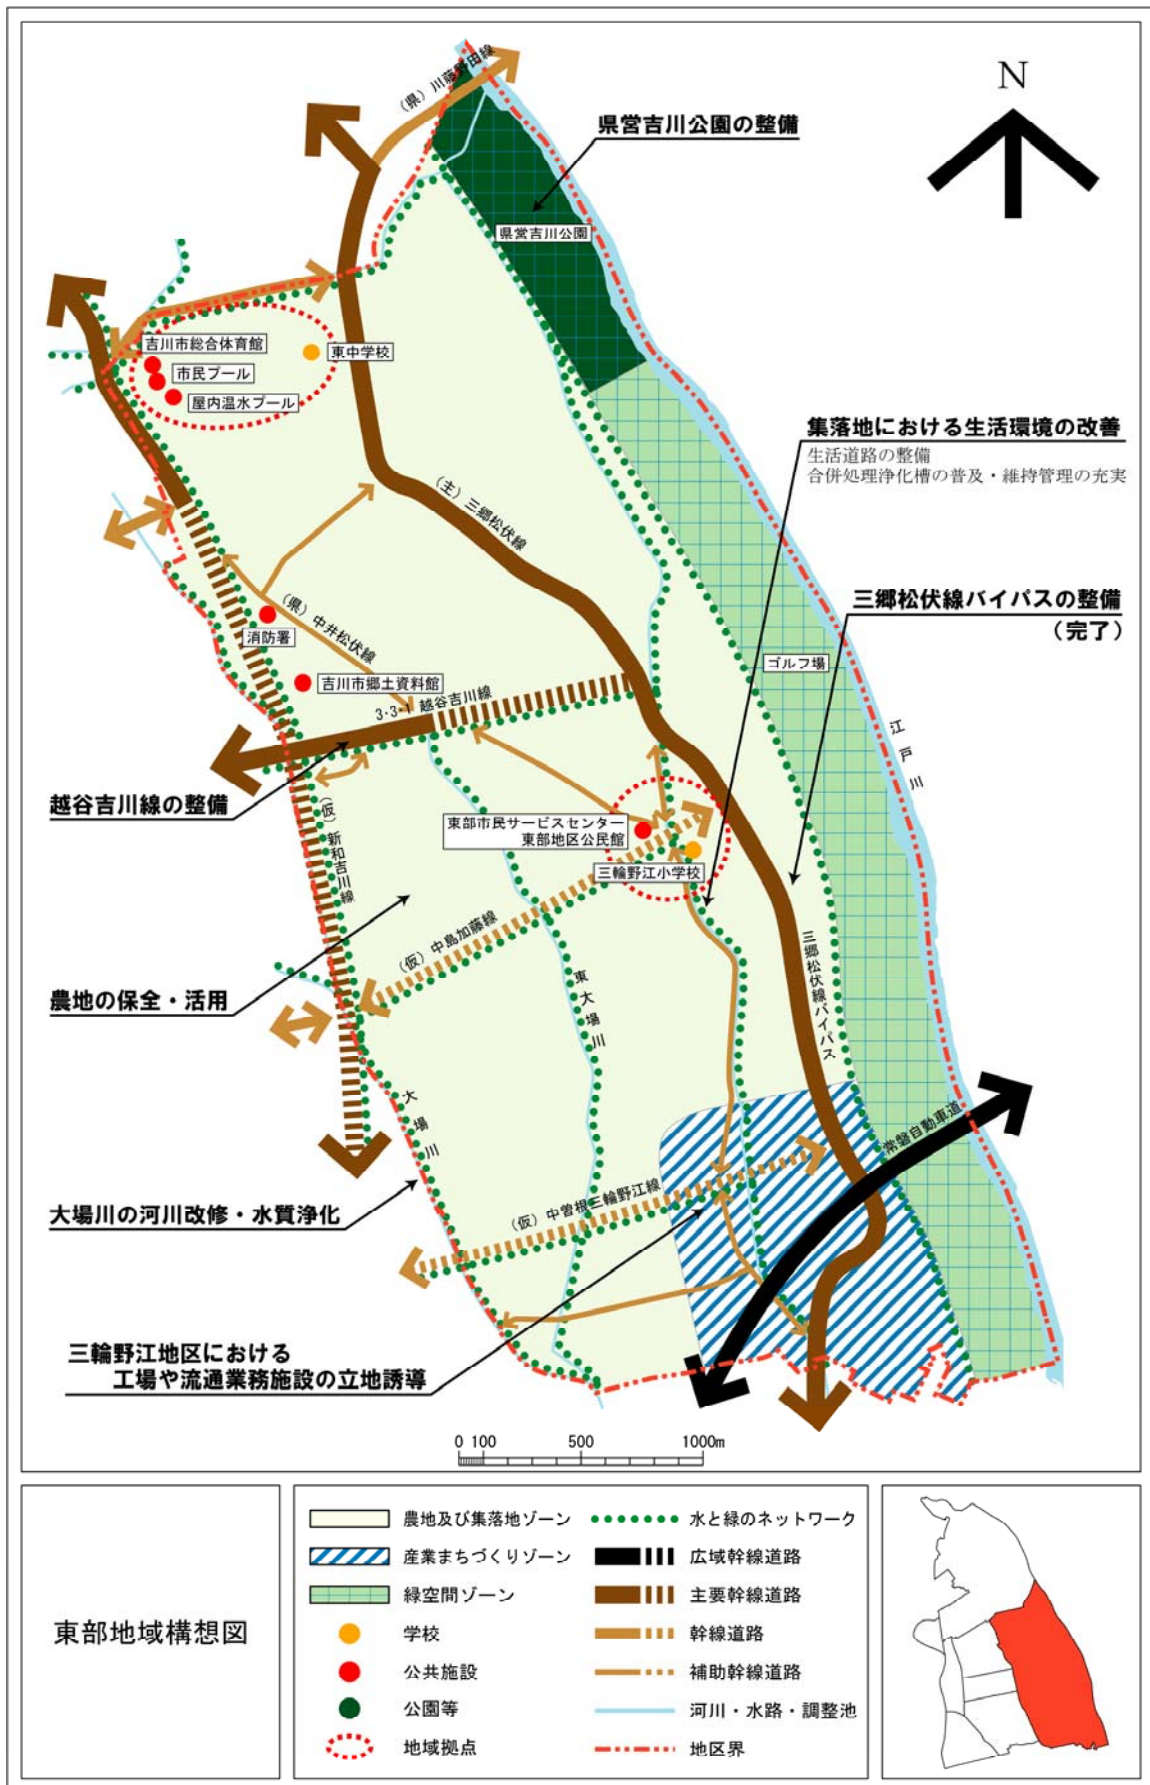 N
(県) 川藤野田線
県営吉川公園の整備
県営吉川公園
吉川市総合体育館
東中学校
市民プール
屋内温水プール
集落地における生活環境の改善
生活道路の整備
合併処理浄化槽の普及・維持管理の充実
(主) 三郷松伏線
三郷松伏線バイパスの整備
(完了)
(県) 中井松伏線
消防署
ゴルフ場
吉川市郷土資料館
3・3・1 越谷吉川線
江戸川
越谷吉川線の整備
(仮) 新和吉川線
東部市民サービスセンター
東部地区公民館
三輪野江小学校
(仮) 中島加藤線
三郷松伏線バイパス
農地の保全・活用
東大場川
大場川
常磐自動車道
大場川の河川改修・水質浄化
(仮) 中曽根三輪野江線
三輪野江地区における
工場や流通業務施設の立地誘導
0 100 500 1000m
東部地域構想図
農地及び集落地ゾーン
産業まちづくりゾーン
緑空間ゾーン
学校
公共施設
公園等
地域拠点
水と緑のネットワーク
広域幹線道路
主要幹線道路
幹線道路
補助幹線道路
河川・水路・調整池
地区界